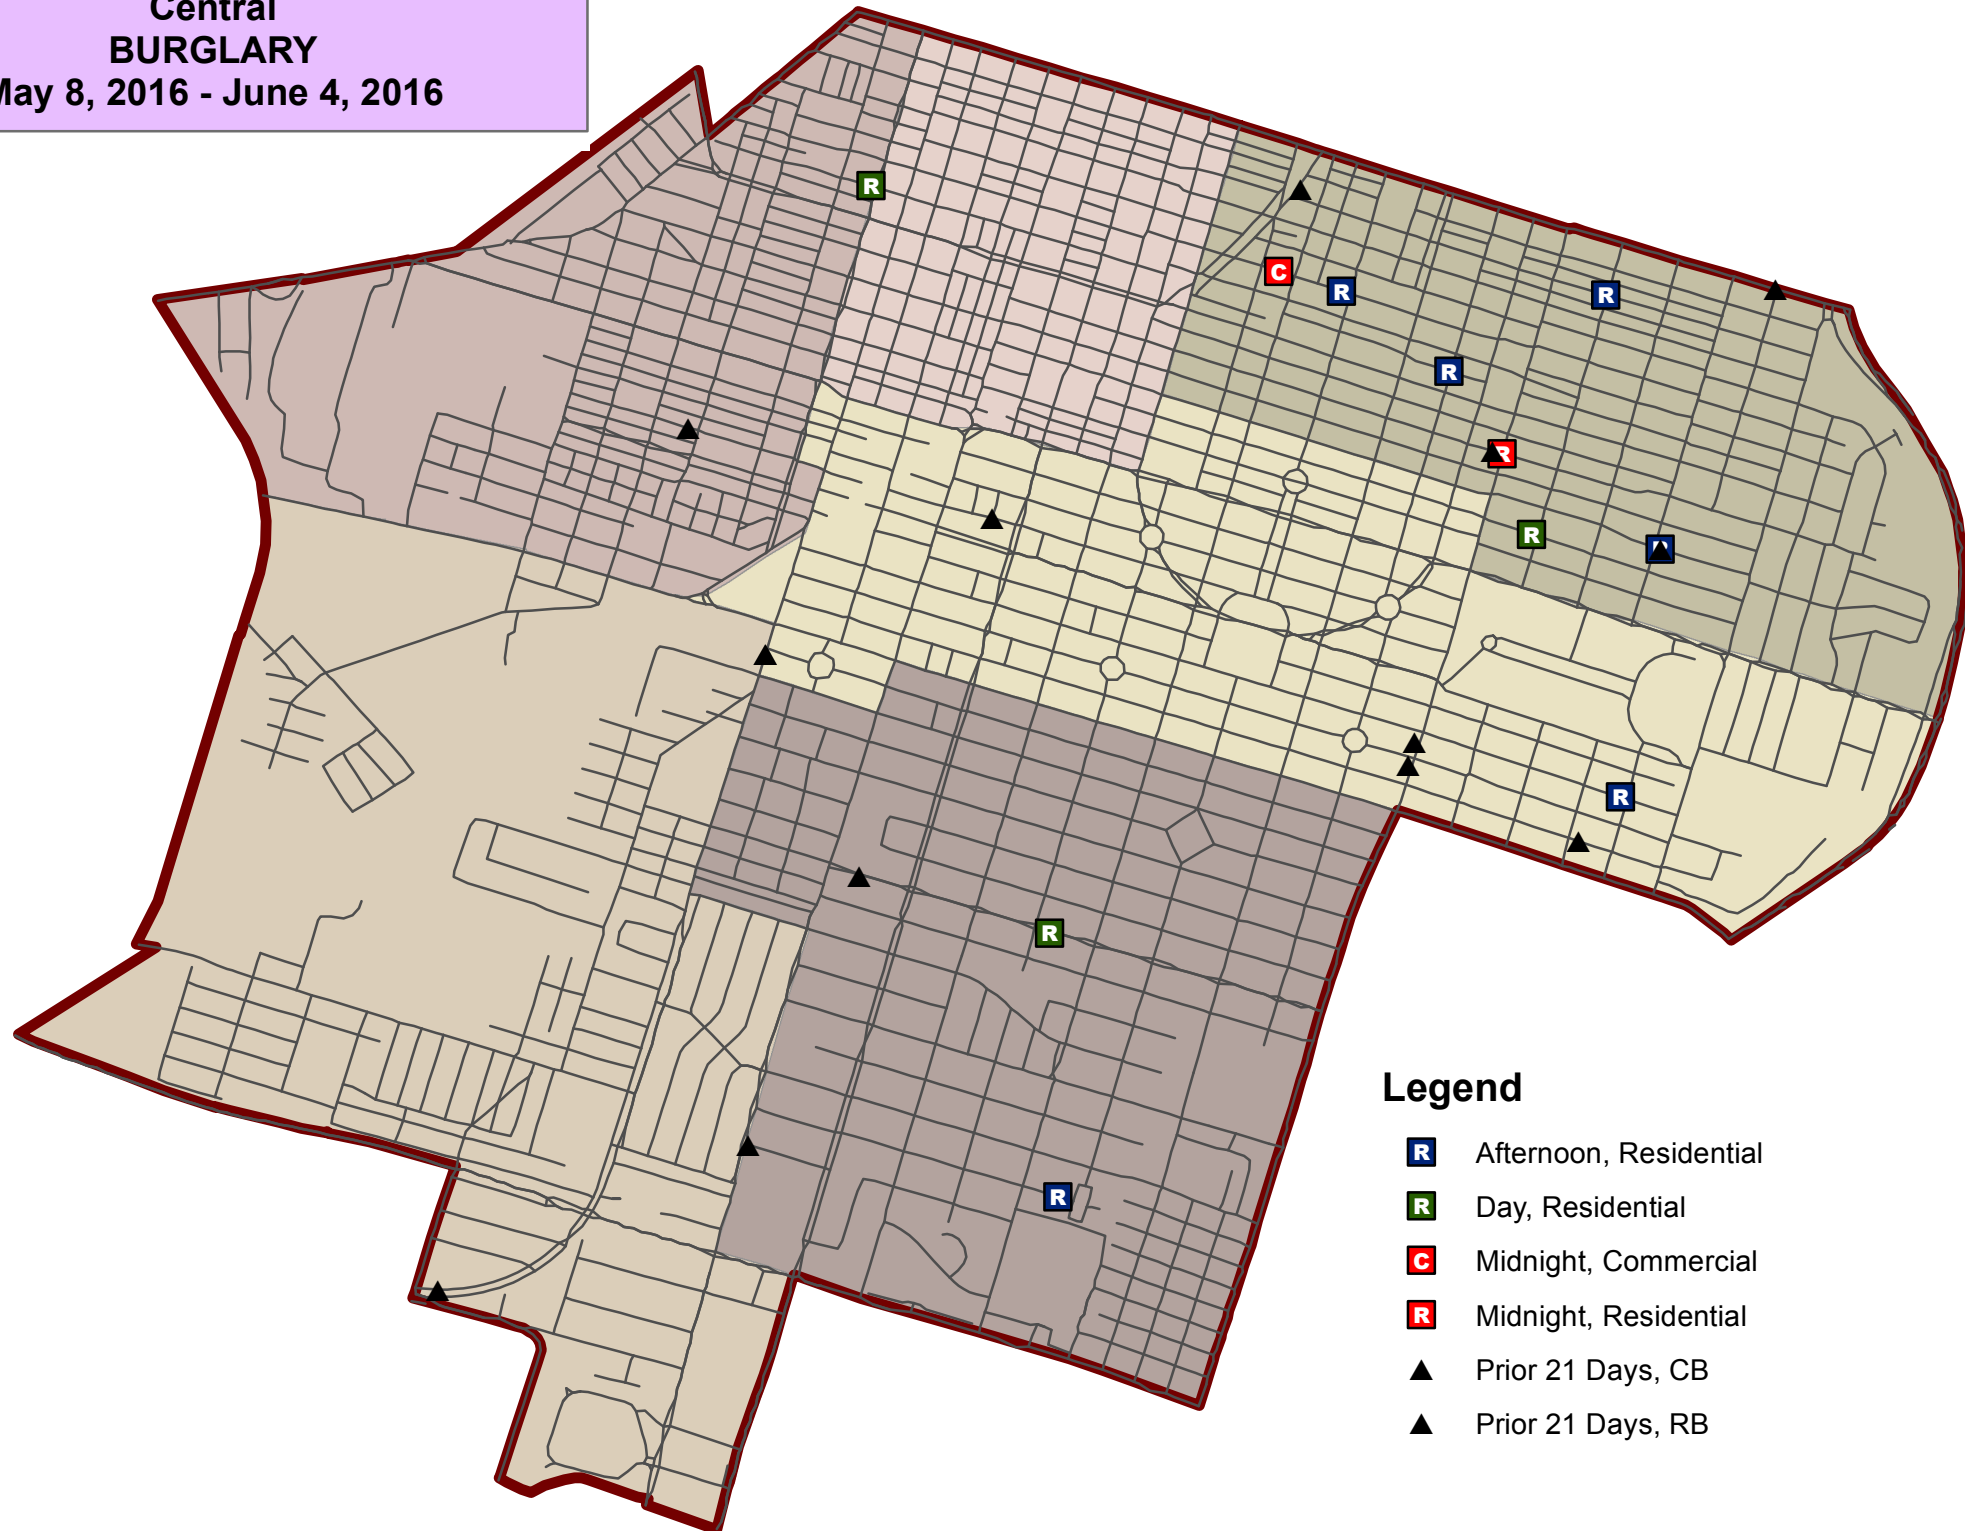 Central
BURGLARY
May 8, 2016 - June 4, 2016
R
C
R
R
R
R
R
R
R
R
R
Legend
R Afternoon, Residential
R Day, Residential
C Midnight, Commercial
R Midnight, Residential
Prior 21 Days, CB
Prior 21 Days, RB